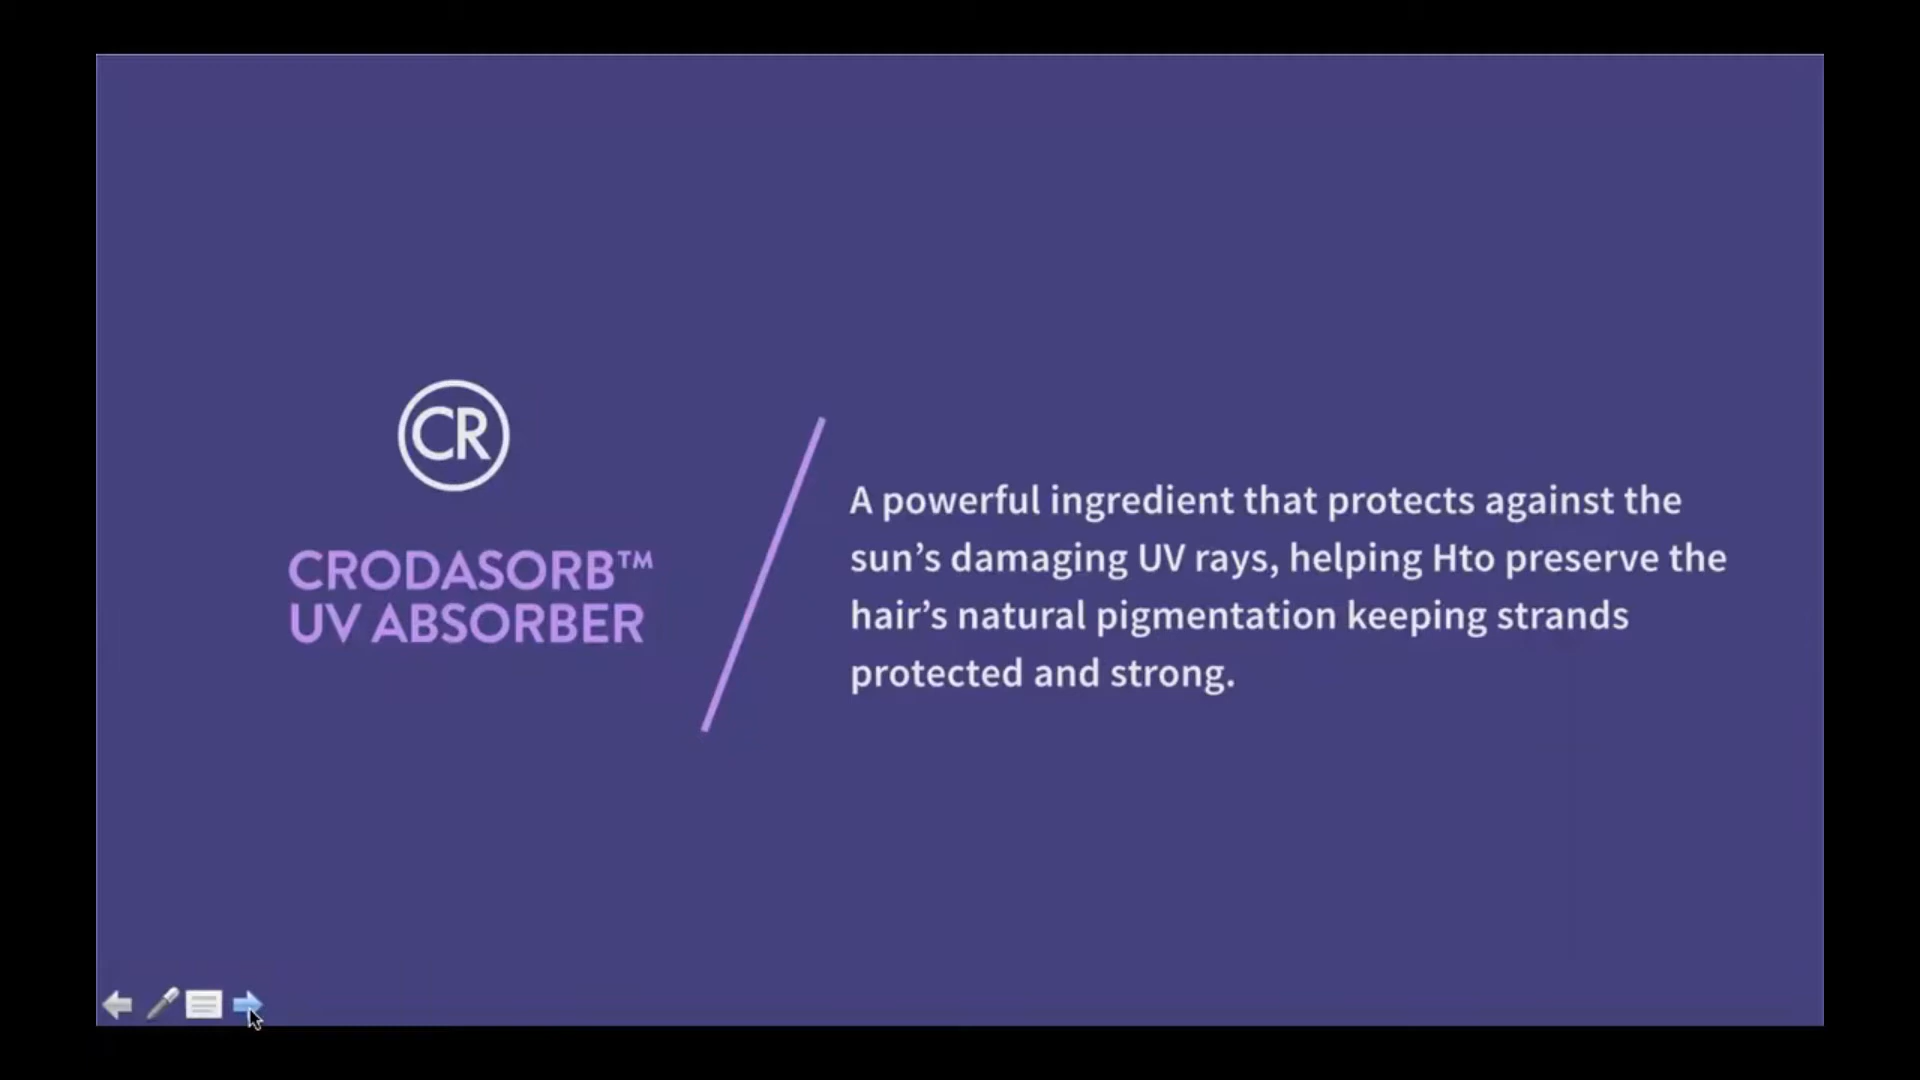 CR
CRODASORB™
UV ABSORBER
A powerful ingredient that protects against the
sun’s damaging UV rays, helping Hto preserve the
hair’s natural pigmentation keeping strands
protected and strong.